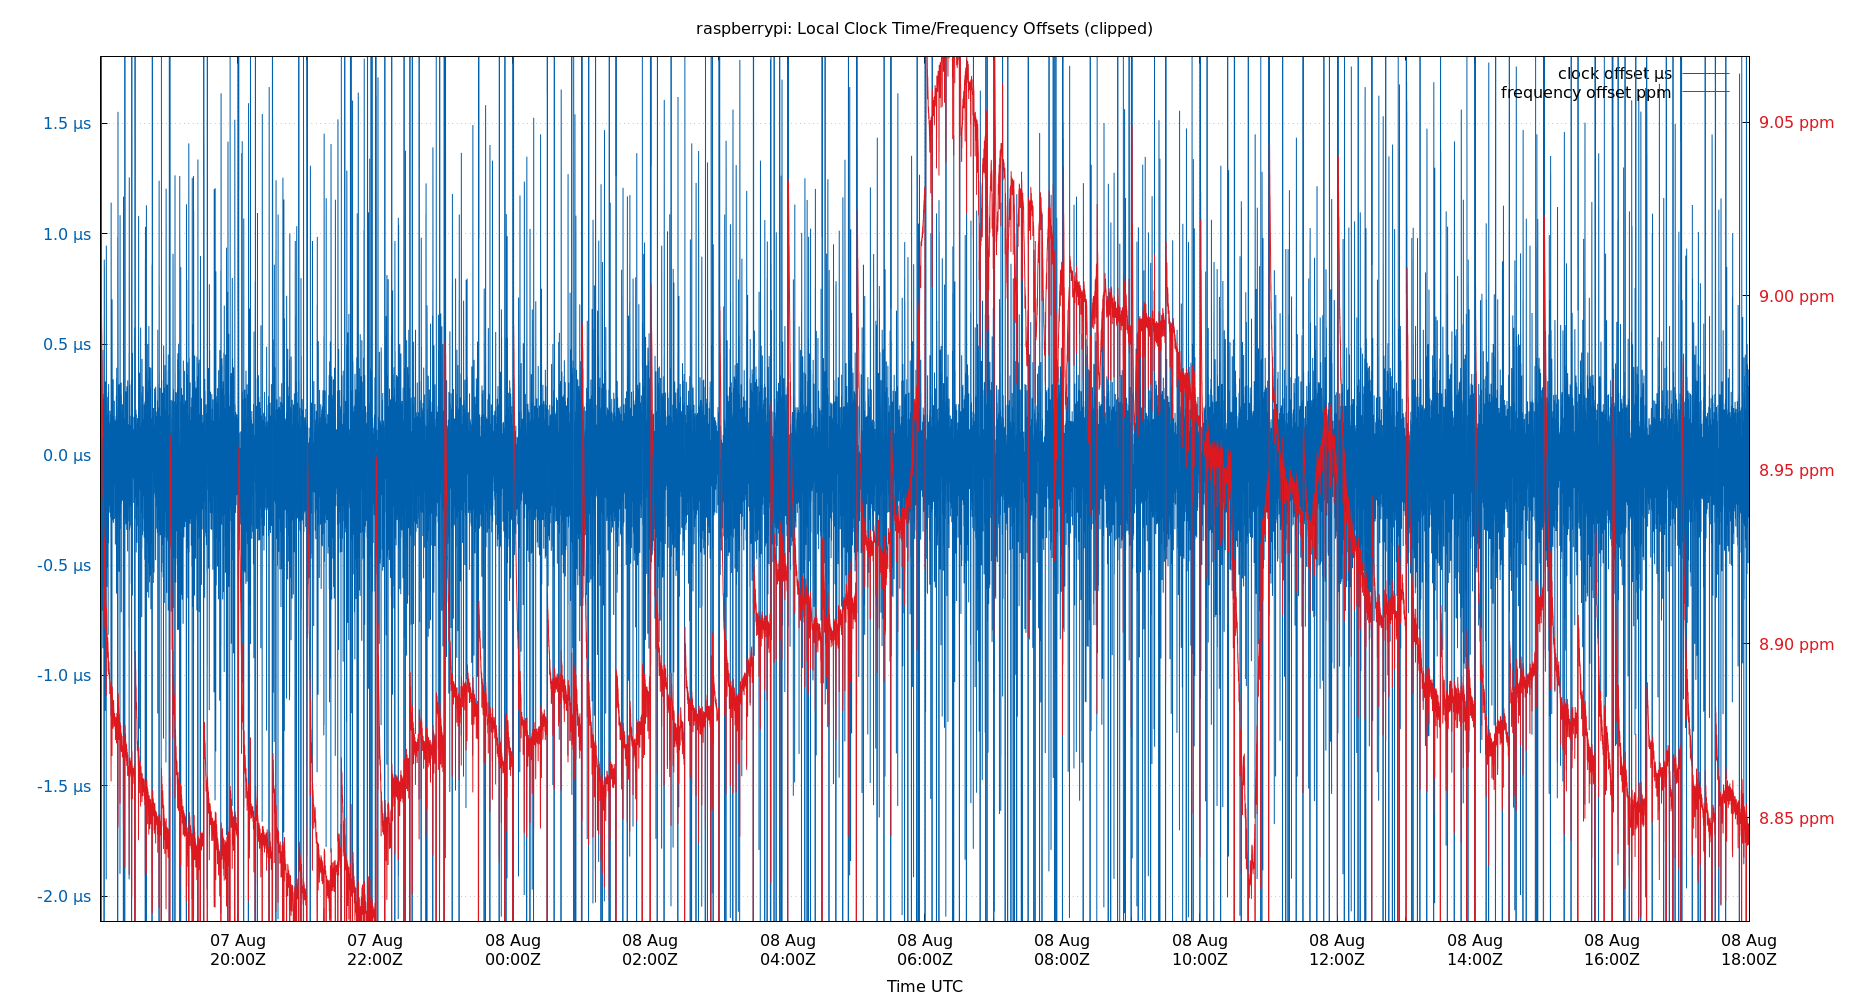 raspberrypi: Local Clock Time/Frequency Offsets (clipped)
clock offset µs
frequency offset ppm
1.5 µs
1.0 µs
0.5 µs
0.0 µs
-0.5 µs
-1.0 µs
-1.5 µs
-2.0 µs
9.05 ppm
9.00 ppm
8.95 ppm
8.90 ppm
8.85 ppm
07 Aug 07 Aug 08 Aug 08 Aug 08 Aug 08 Aug 08 Aug 08 Aug 08 Aug 08 Aug 08 Aug 08 Aug
20:00Z 22:00Z 00:00Z 02:00Z 04:00Z 06:00Z 08:00Z 10:00Z 12:00Z 14:00Z 16:00Z 18:00Z
Time UTC